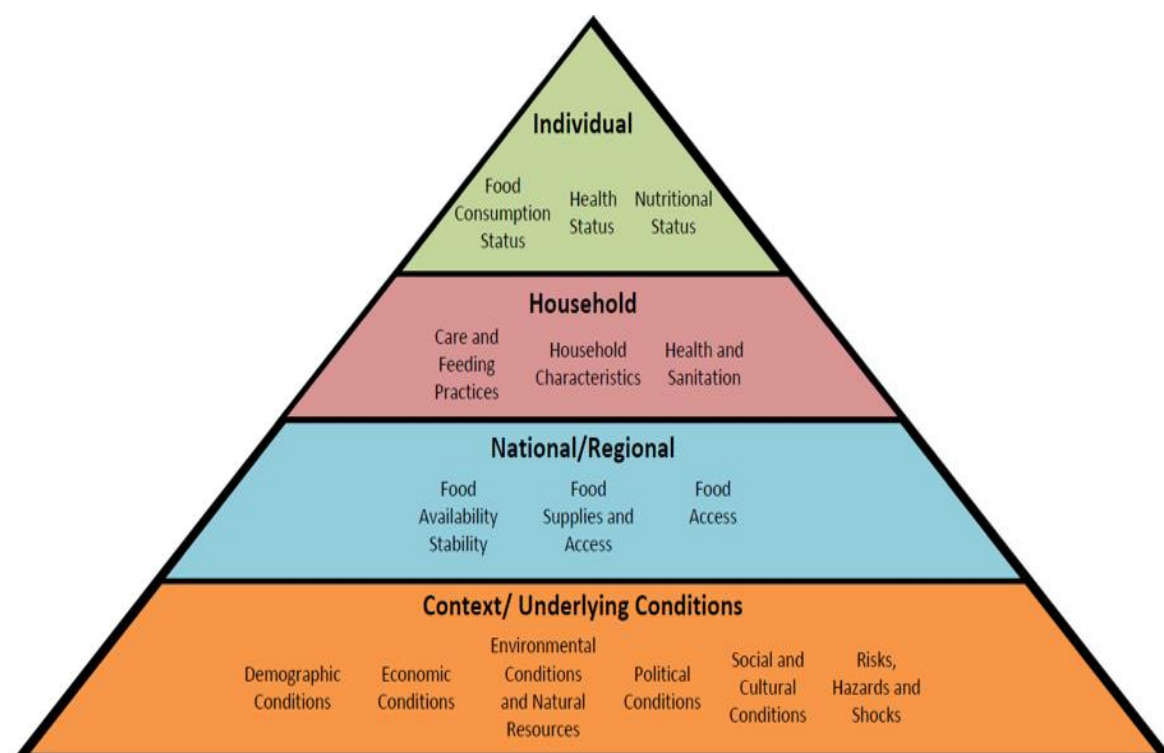 Individual
Food
Consumption
Status
Health
Status
Nutritional
Status
Household
Care and
Feeding
Practices
Household
Characteristics
Health and
Sanitation
National/Regional
Food
Availability
Stability
Food
Supplies and
Access
Food
Access
Context/ Underlying Conditions
Demographic
Conditions
Economic
Conditions
Environmental
Conditions
and Natural
Resources
Political
Conditions
Social and
Cultural
Conditions
Risks,
Hazards and
Shocks